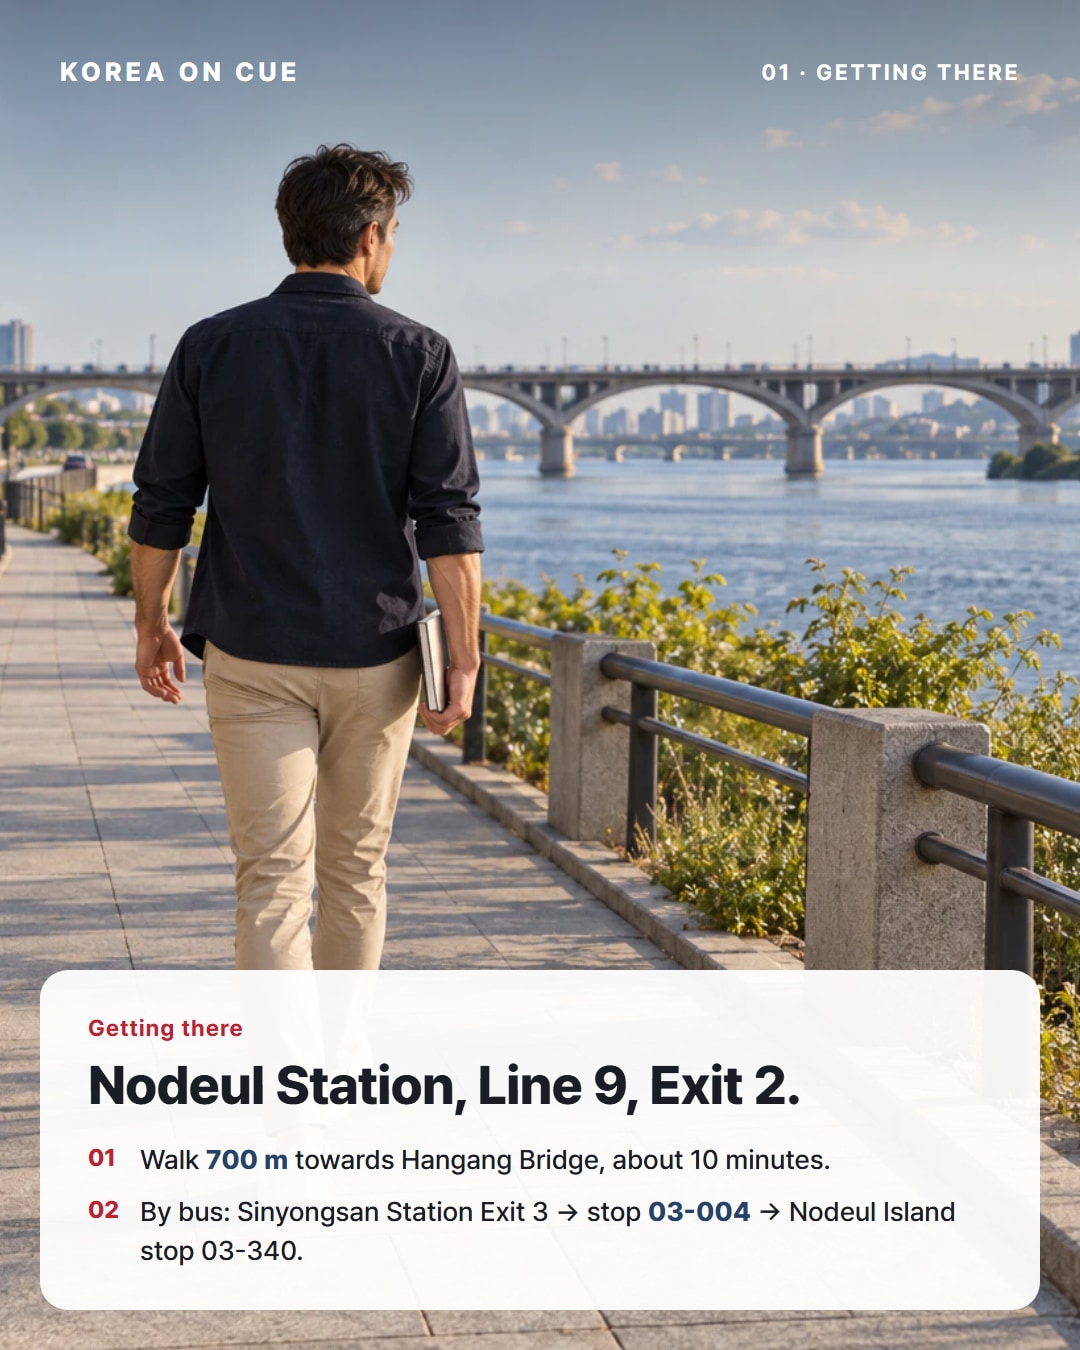 KOREA ON CUE
01 · GETTING THERE
Getting there
Nodeul Station, Line 9, Exit 2.
01 Walk 700 m towards Hangang Bridge, about 10 minutes.
02 By bus: Sinyongsan Station Exit 3 → stop 03-004 → Nodeul Island
stop 03-340.